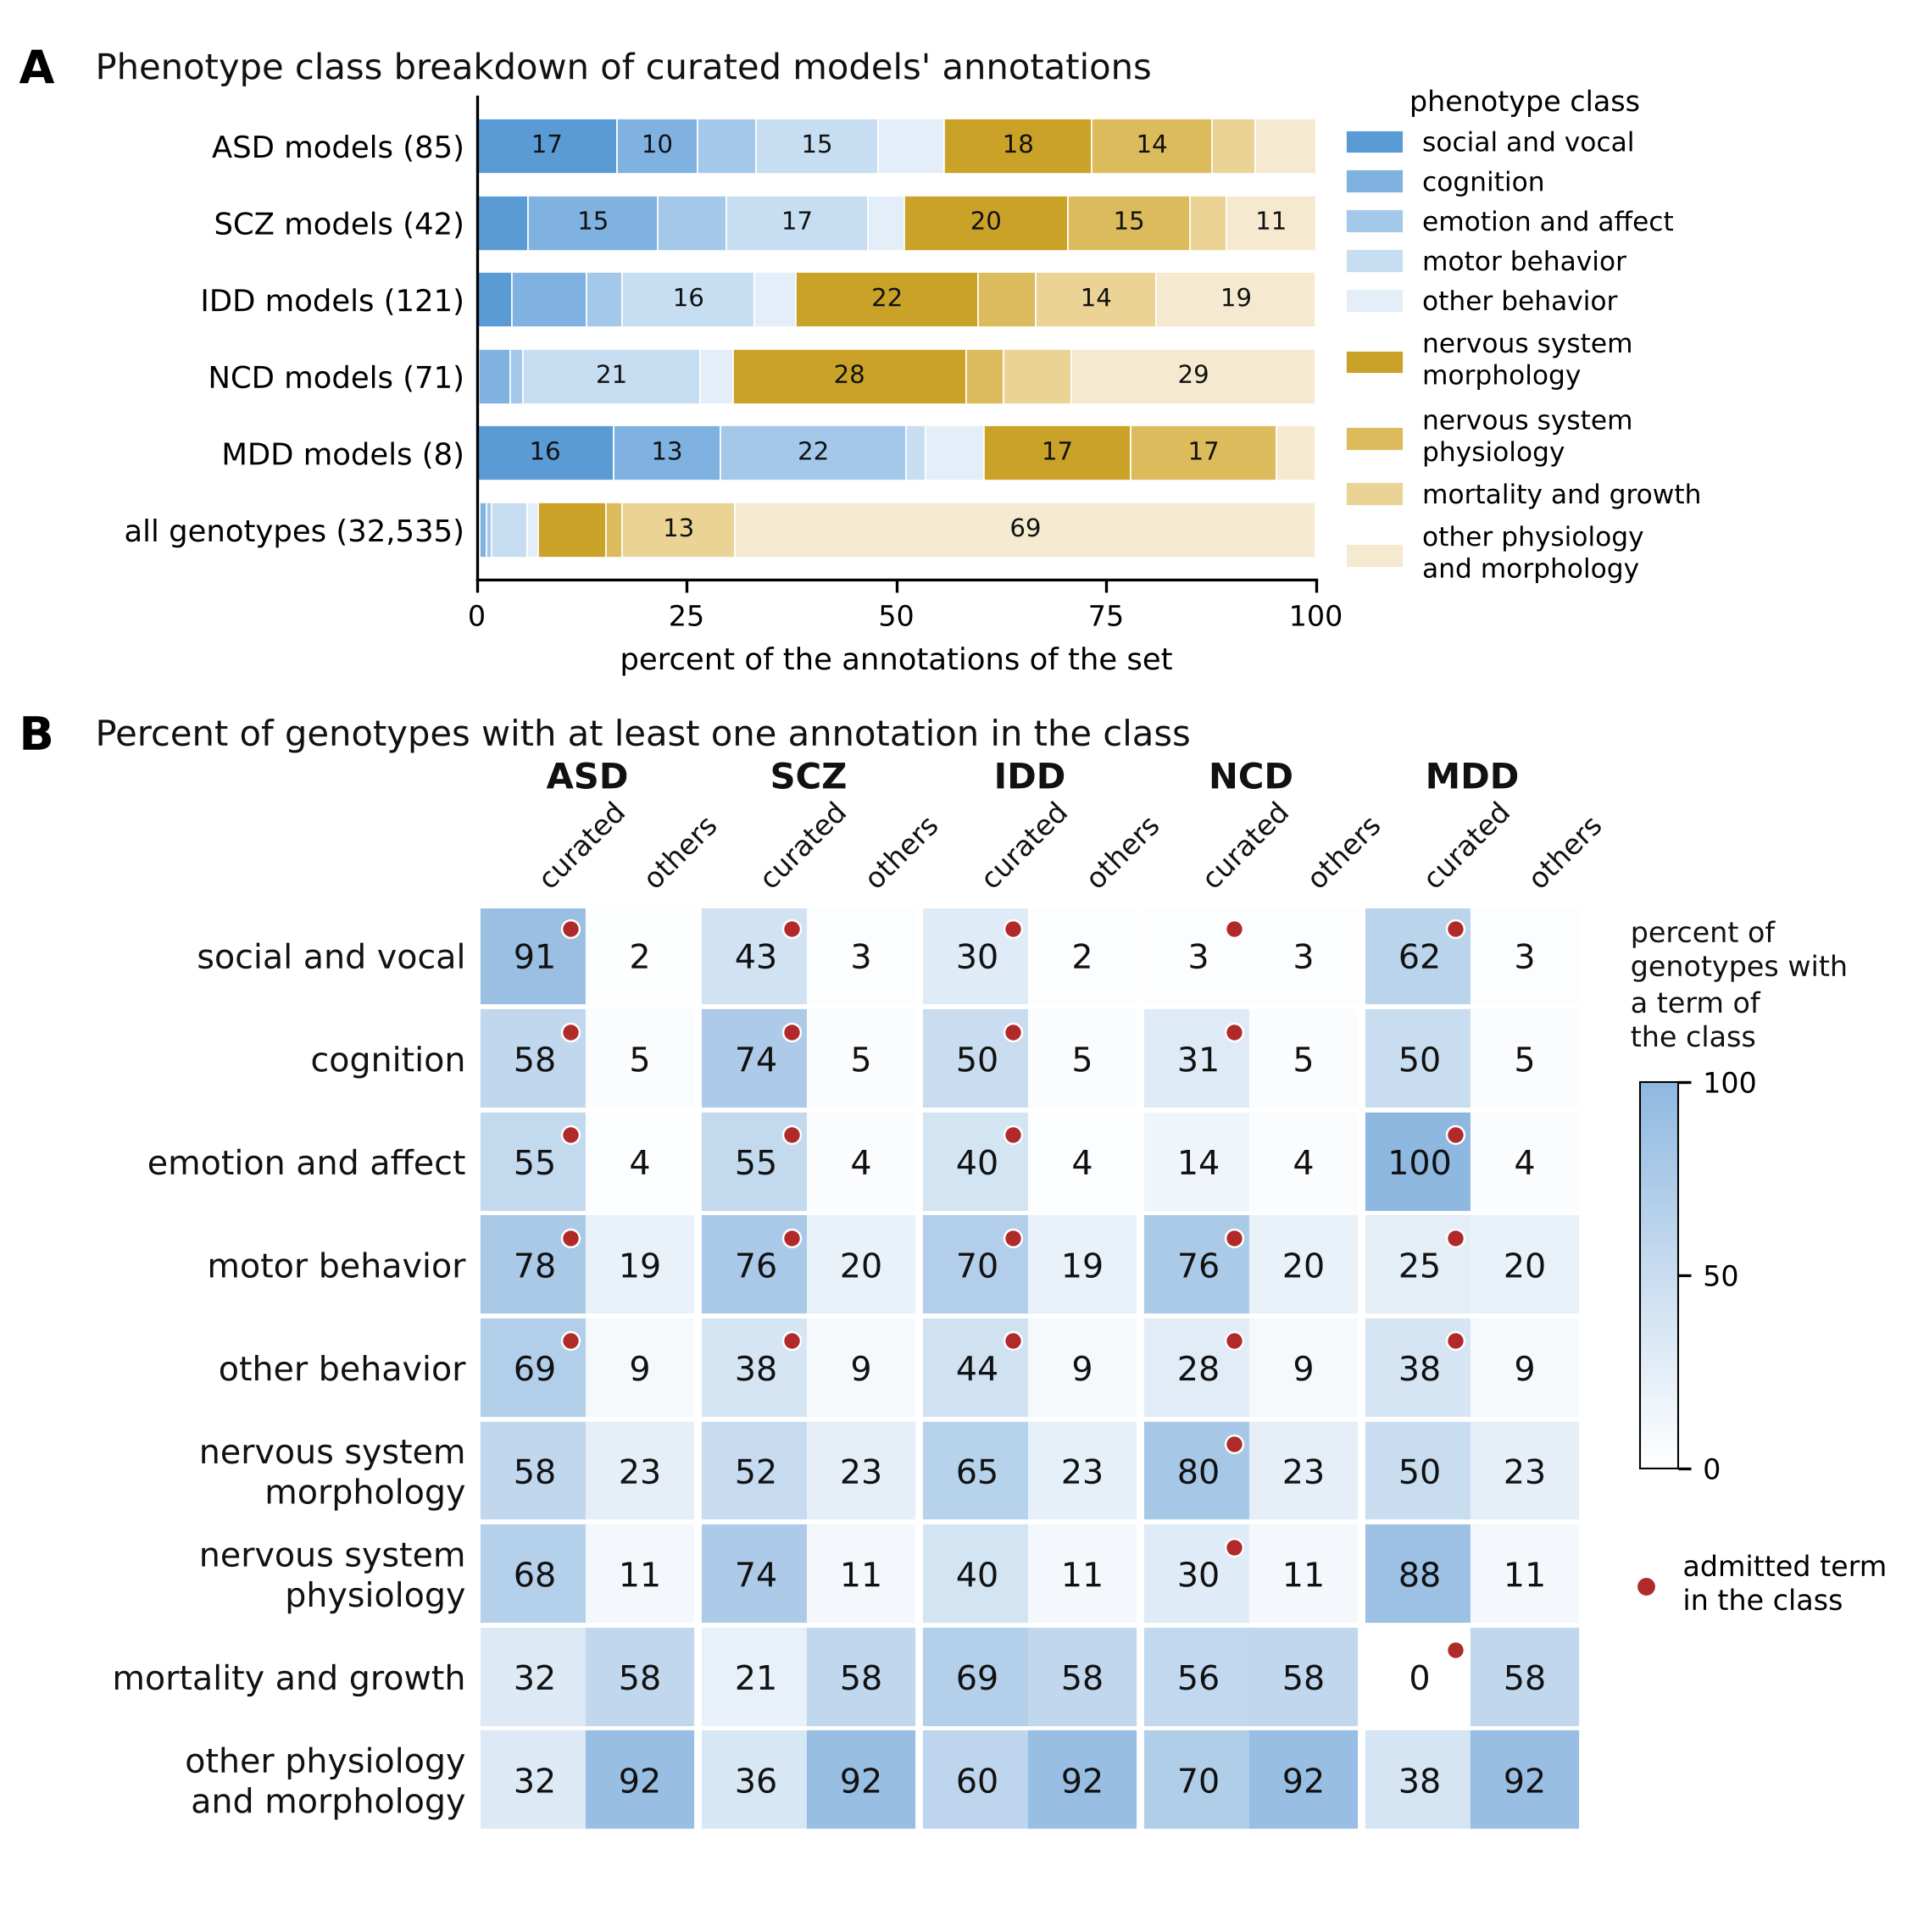 A Phenotype class breakdown of curated models' annotations
phenotype class
ASD models (85) 17 10 15 18 14
SCZ models (42) 15 17 20 15 11
IDD models (121) 16 22 14 19
NCD models (71) 21 28 29
MDD models (8) 16 13 22 17 17
all genotypes (32,535) 13 69
social and vocal
cognition
emotion and affect
motor behavior
other behavior
nervous system
morphology
nervous system
physiology
mortality and growth
other physiology
and morphology
0 25 50 75 100
percent of the annotations of the set
B Percent of genotypes with at least one annotation in the class
ASD SCZ IDD NCD MDD
curated others curated others curated others curated others curated others
social and vocal 91 2 43 3 30 2 3 3 62 3
cognition 58 5 74 5 50 5 31 5 50 5
emotion and affect 55 4 55 4 40 4 14 4 100 4
motor behavior 78 19 76 20 70 19 76 20 25 20
other behavior 69 9 38 9 44 9 28 9 38 9
nervous system
morphology 58 23 52 23 65 23 80 23 50 23
nervous system
physiology 68 11 74 11 40 11 30 11 88 11
mortality and growth 32 58 21 58 69 58 56 58 0 58
other physiology
and morphology 32 92 36 92 60 92 70 92 38 92
percent of
genotypes with
a term of
the class
100
50
0
admitted term
in the class